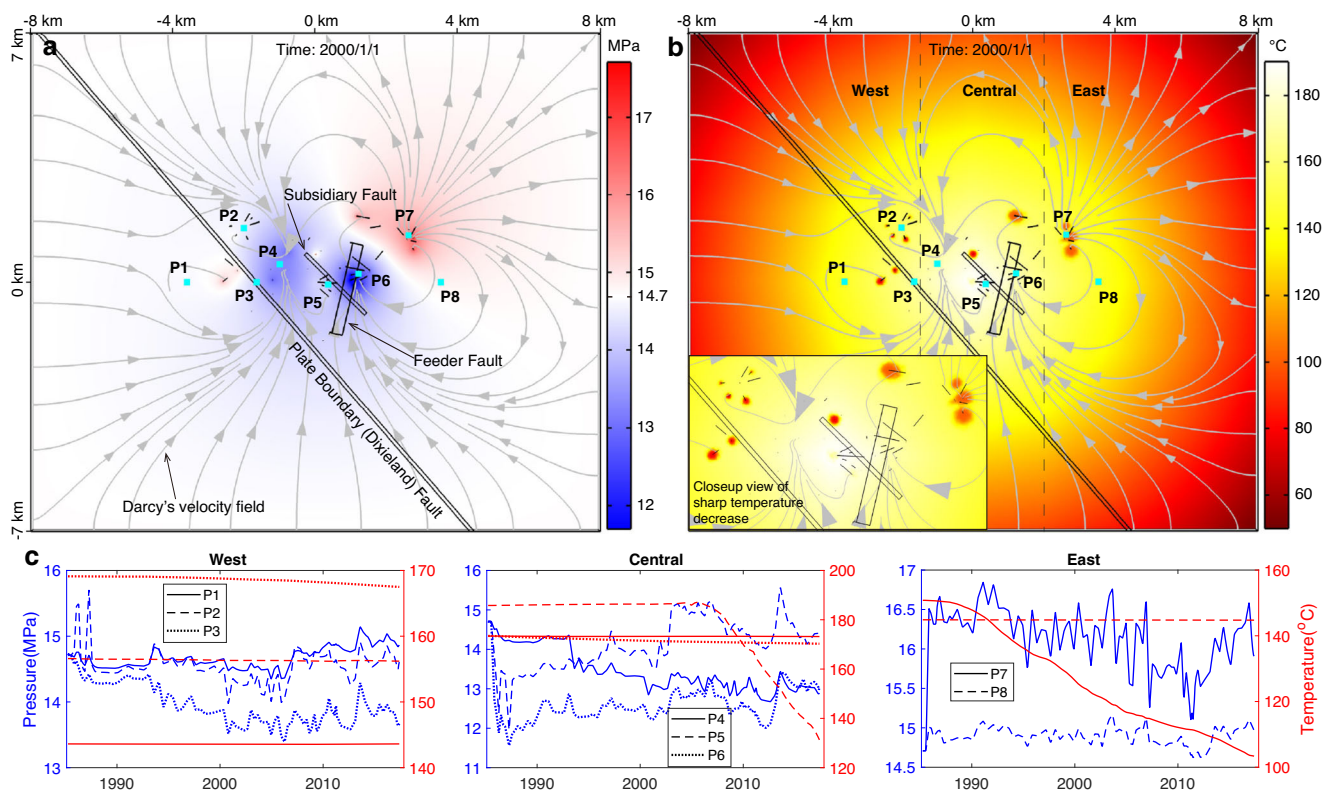 -8 km -4 km 0 km 4 km 8 km
-8 km -4 km 0 km 4 km 8 km
a
Time: 2000/1/1
MPa
7 km
0 km
-7 km
P1
P2
P3
P4
P5
P6
P7
P8
Subsidiary Fault
Feeder Fault
Plate Boundary (Dixieland) Fault
Darcy's velocity field
17
16
15
14.7
14
13
12
b
Time: 2000/1/1
°C
West Central East
P1
P2
P3
P4
P5
P6
P7
P8
Closeup view of
sharp temperature
decrease
180
160
140
120
100
80
60
c
West
Pressure(MPa)
16
15
14
13
170
160
150
140
P1
P2
P3
1990 2000 2010
Central
16
15
14
13
12
11
200
180
160
140
120
P4
P5
P6
1990 2000 2010
East
17
16.5
16
15.5
15
14.5
160
140
120
100
P7
P8
1990 2000 2010
Temperature(°C)